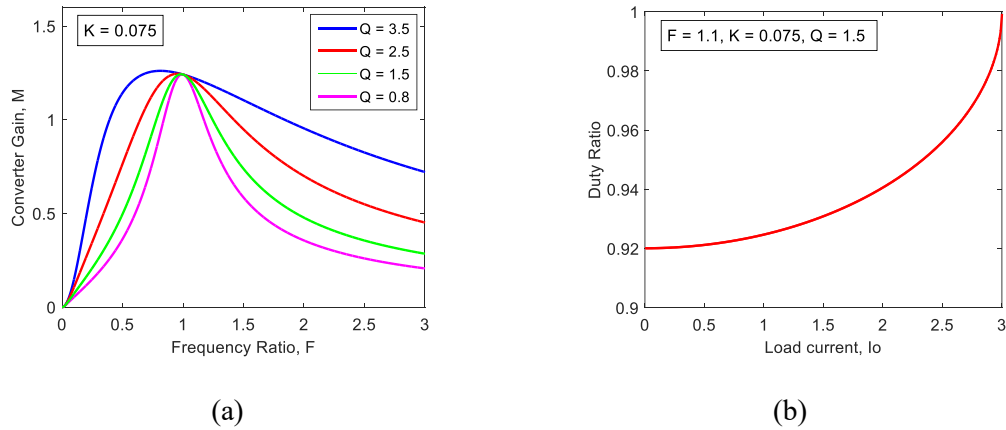 K = 0.075
Q = 3.5
Q = 2.5
Q = 1.5
Q = 0.8
Converter Gain, M
1.5
1
0.5
0
0 0.5 1 1.5 2 2.5 3
Frequency Ratio, F
(a)
F = 1.1, K = 0.075, Q = 1.5
Duty Ratio
1
0.98
0.96
0.94
0.92
0.9
0 0.5 1 1.5 2 2.5 3
Load current, Io
(b)